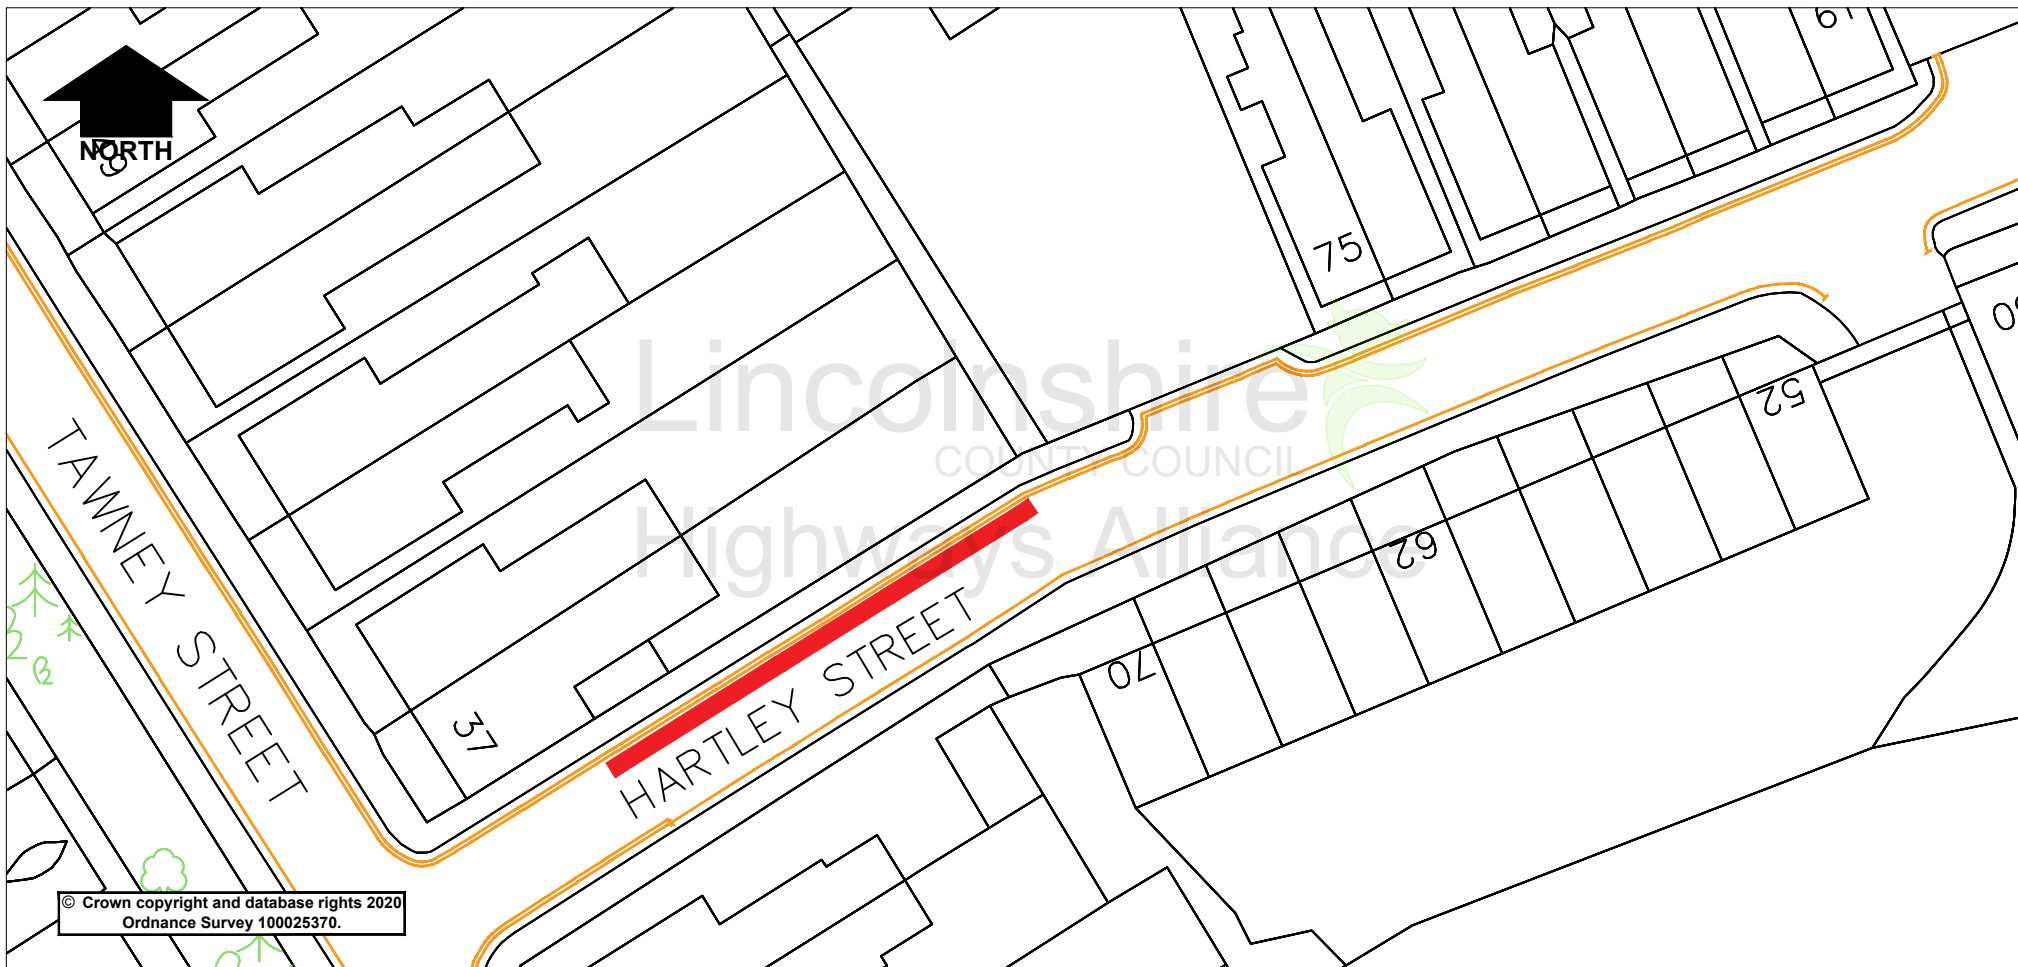 NORTH
75
Lincolnshire
COUNTY COUNCIL
Highways Alliance
TAWNEY STREET
HARTLEY STREET
52
62
70
37
© Crown copyright and database rights 2020
Ordnance Survey 100025370.